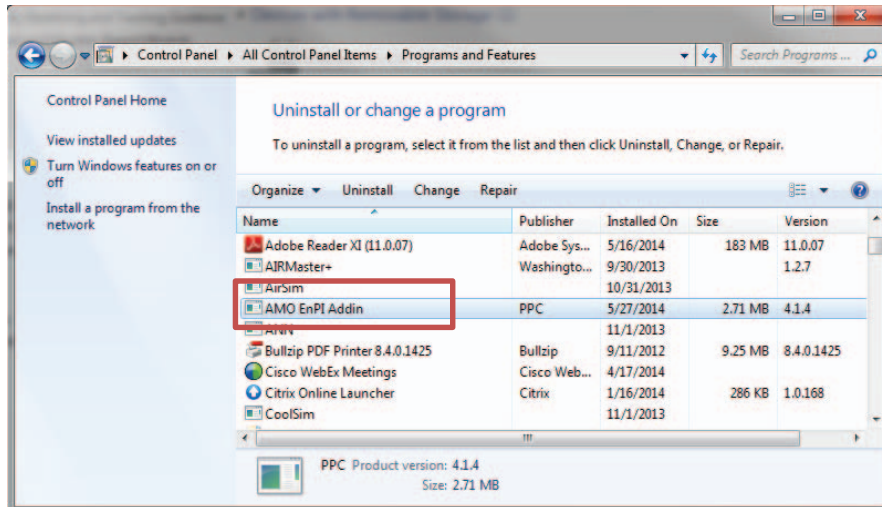 Control Panel All Control Panel Items Programs and Features Search Programs ...
Control Panel Home
View installed updates
Turn Windows features on or
off
Install a program from the
network
Uninstall or change a program
To uninstall a program, select it from the list and then click Uninstall, Change, or Repair.
Organize Uninstall Change Repair
Name Publisher Installed On Size Version
Adobe Reader XI (11.0.07) Adobe Sys... 5/16/2014 183 MB 11.0.07
AIRMaster+ Washingto... 9/30/2013 1.2.7
AirSim 10/31/2013
AMO EnPI Addin PPC 5/27/2014 2.71 MB 4.1.4
ANN 11/1/2013
Bullzip PDF Printer 8.4.0.1425 Bullzip 9/11/2012 9.25 MB 8.4.0.1425
Cisco WebEx Meetings Cisco Web... 4/17/2014
Citrix Online Launcher Citrix 1/16/2014 286 KB 1.0.168
CoolSim 11/1/2013
PPC Product version: 4.1.4
Size: 2.71 MB